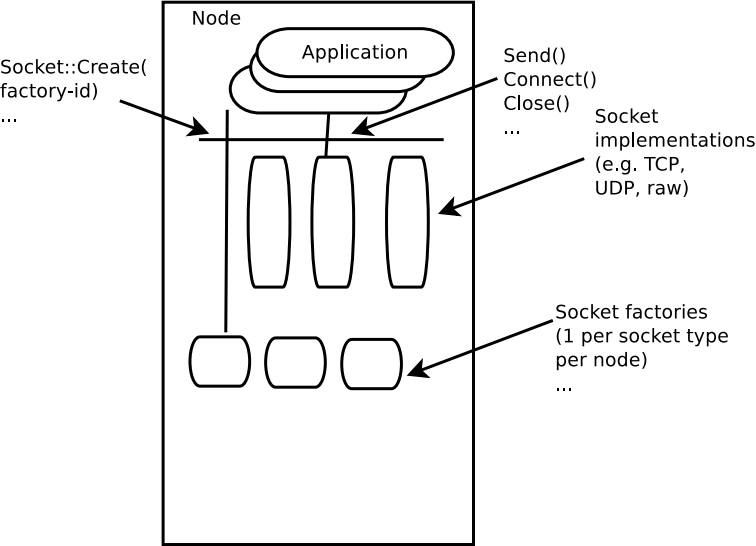 Node
Application
Socket::Create(
factory-id)
...
Send()
Connect()
Close()
...
Socket
implementations
(e.g. TCP,
UDP, raw)
Socket factories
(1 per socket type
per node)
...